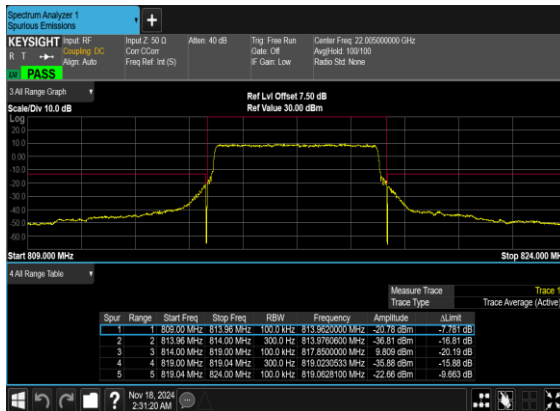 Spectrum Analyzer 1
Spurious Emissions
+
KEYSIGHT Input: RF Input Z: 50 Ω Atten: 40 dB Trig: Free Run Center Freq: 22.005000000 GHz
R T Coupling: DC Corr CCorr Gate: Off Avg|Hold: 100/100
Align: Auto Freq Ref: Int (S) IF Gain: Low Radio Std: None
PASS
3 All Range Graph
Ref Lvl Offset 7.50 dB
Scale/Div 10.0 dB Ref Value 30.00 dBm
Log
20.0
10.0
0.00
-10.0
-20.0
-30.0
-40.0
-50.0
-60.0
Start 809.000 MHz Stop 824.000 MH
4 All Range Table
Measure Trace Trace 1
Trace Type Trace Average (Active)
Spur Range Start Freq Stop Freq RBW Frequency Amplitude ΔLimit
1 1 809.00 MHz 813.96 MHz 100.0 kHz 813.9620000 MHz -20.78 dBm -7.781 dB
2 2 813.96 MHz 814.00 MHz 300.0 Hz 813.9760600 MHz -36.81 dBm -16.81 dB
3 3 814.00 MHz 819.00 MHz 100.0 kHz 817.8500000 MHz 9.809 dBm -20.19 dB
4 4 819.00 MHz 819.04 MHz 300.0 Hz 819.0230533 MHz -35.88 dBm -15.88 dB
5 5 819.04 MHz 824.00 MHz 100.0 kHz 819.0628100 MHz -22.66 dBm -9.663 dB
? Nov 18, 2024
2:31:20 AM